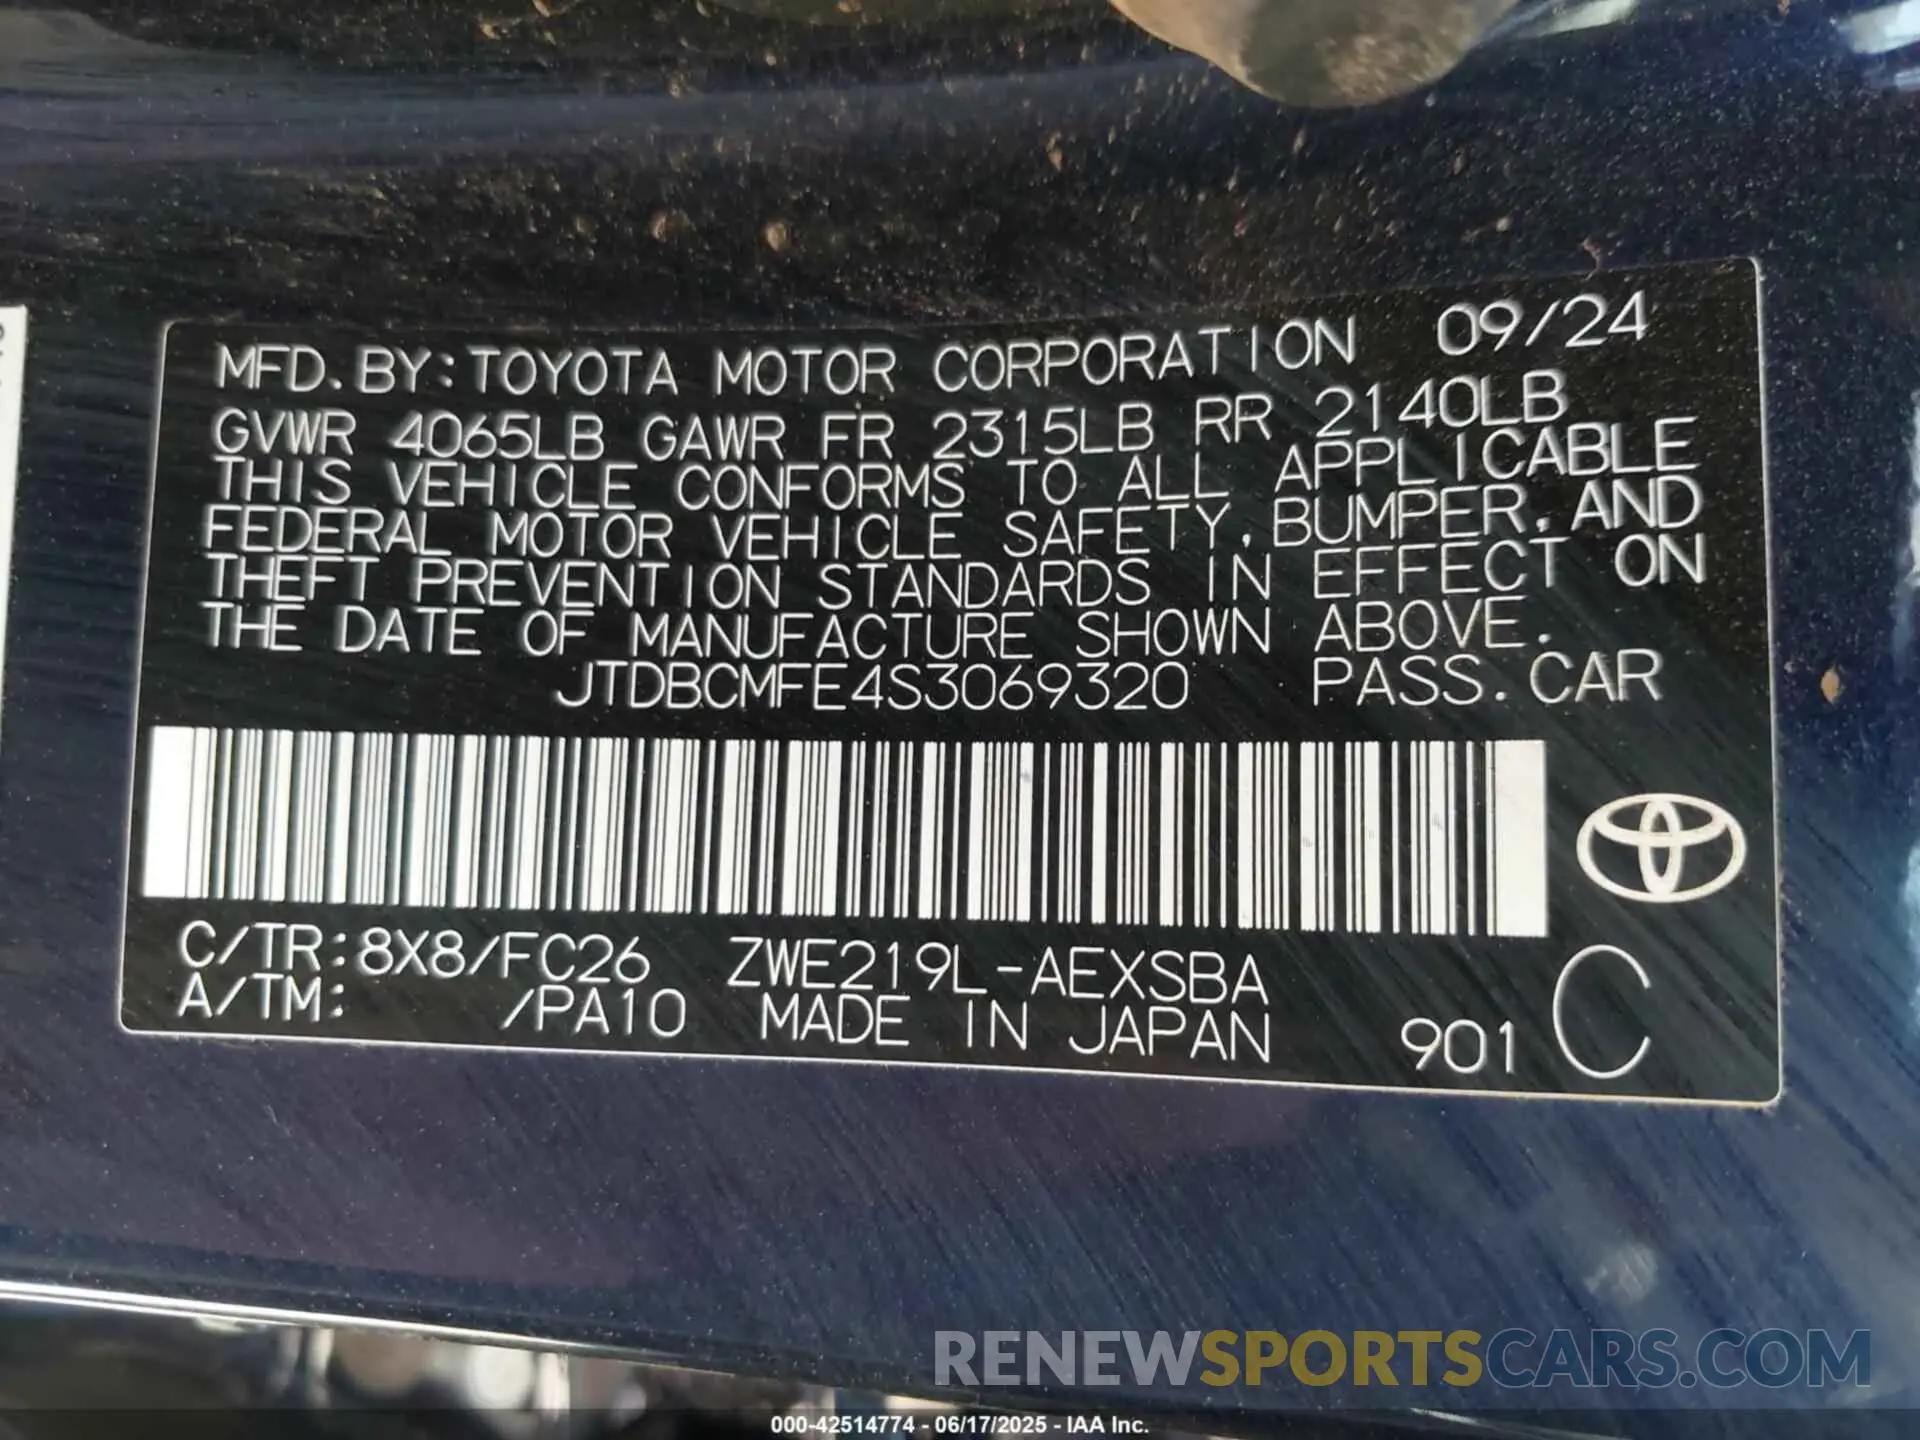 MFD. BY: TOYOTA MOTOR CORPORATION 09/24
GVWR 4065LB GAWR FR 2315LB RR 2140LB
THIS VEHICLE CONFORMS TO ALL APPLICABLE
FEDERAL MOTOR VEHICLE SAFETY, BUMPER, AND
THEFT PREVENTION STANDARDS IN EFFECT ON
THE DATE OF MANUFACTURE SHOWN ABOVE.
JTDBCMFE4S3069320 PASS. CAR
C/TR: 8X8/FC26 ZWE219L-AEXSBA
A/TM: /PA10 MADE IN JAPAN 901 C
RENEWSPORTSCARS.COM
000-42514774 - 06/17/2025 - IAA Inc.